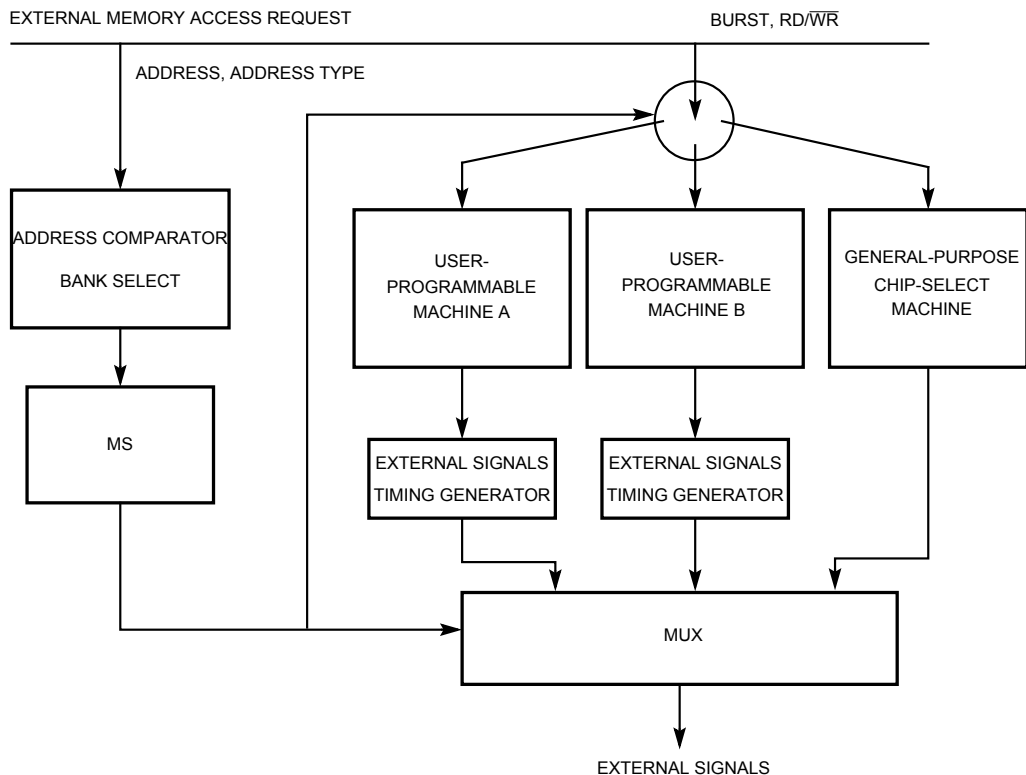 EXTERNAL MEMORY ACCESS REQUEST
BURST, RD/W̅R̅
ADDRESS, ADDRESS TYPE
ADDRESS COMPARATOR
BANK SELECT
USER-
PROGRAMMABLE
MACHINE A
USER-
PROGRAMMABLE
MACHINE B
GENERAL-PURPOSE
CHIP-SELECT
MACHINE
MS
EXTERNAL SIGNALS
TIMING GENERATOR
EXTERNAL SIGNALS
TIMING GENERATOR
MUX
EXTERNAL SIGNALS